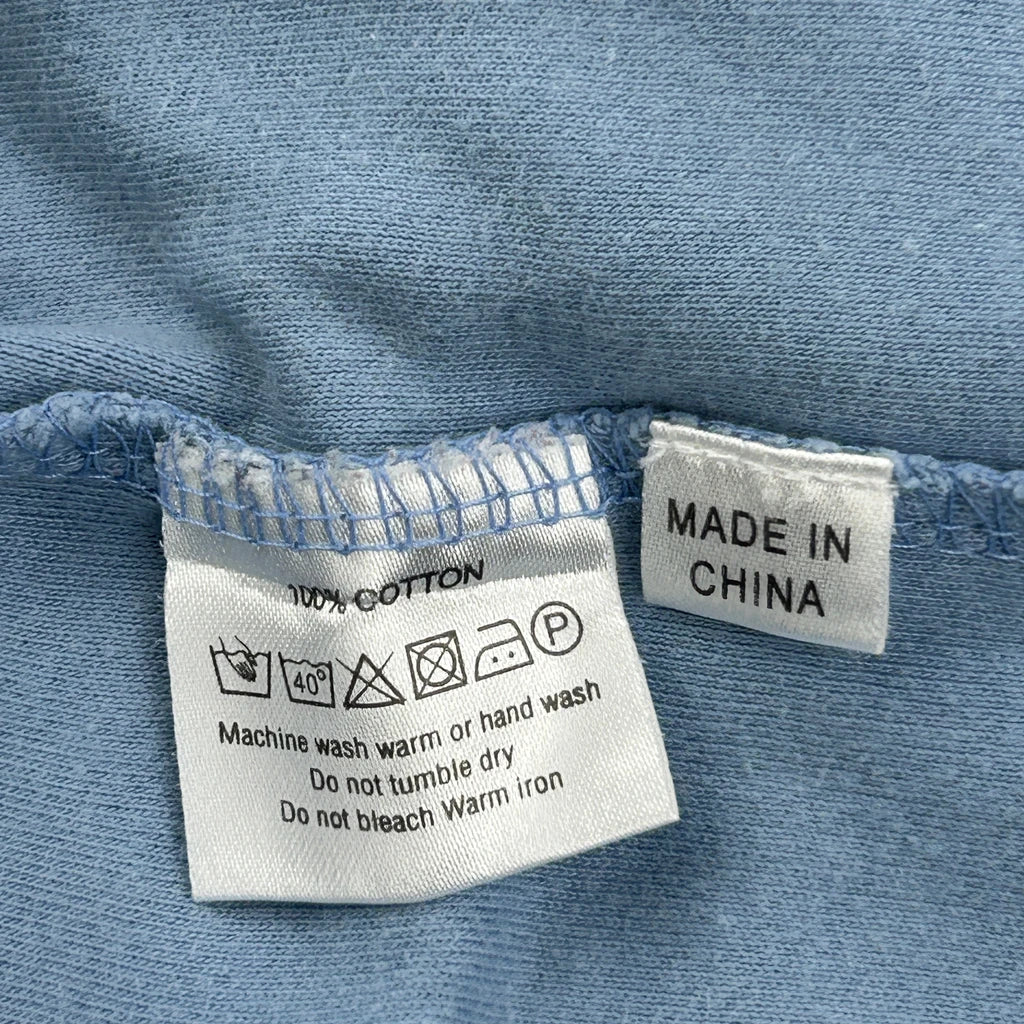 100% COTTON
40° P
Machine wash warm or hand wash
Do not tumble dry
Do not bleach Warm iron
MADE IN
CHINA